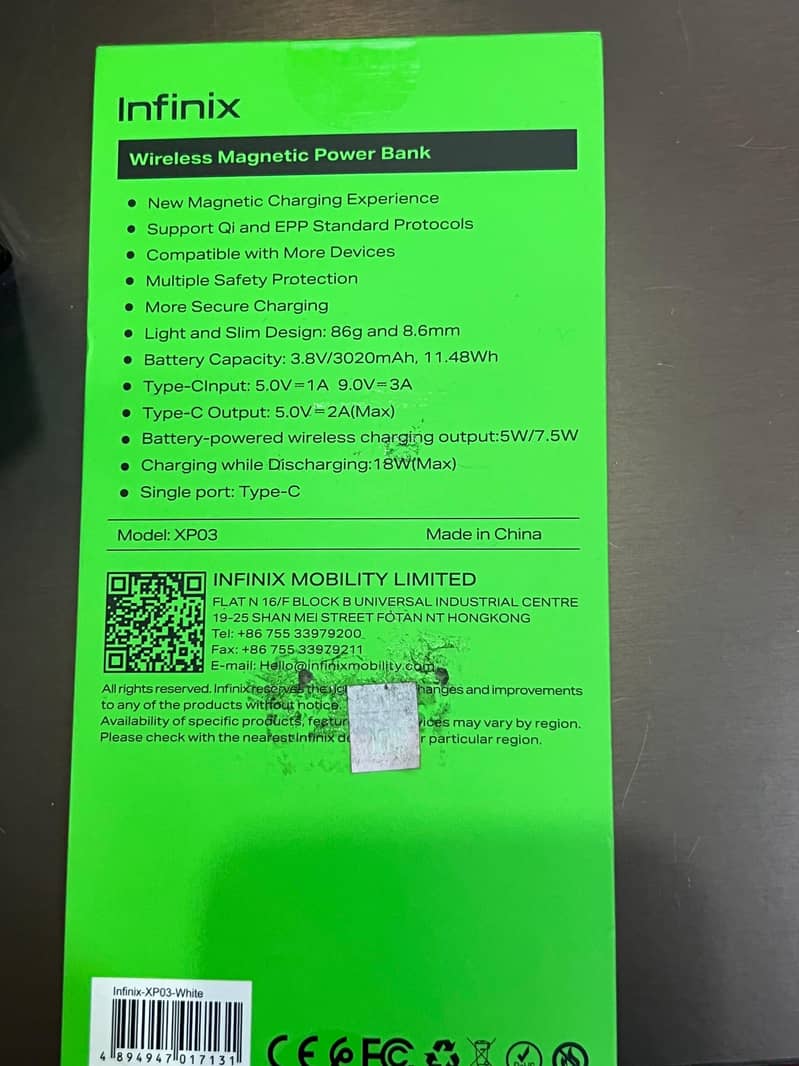 Infinix
Wireless Magnetic Power Bank
• New Magnetic Charging Experience
• Support Qi and EPP Standard Protocols
• Compatible with More Devices
• Multiple Safety Protection
• More Secure Charging
• Light and Slim Design: 86g and 8.6mm
• Battery Capacity: 3.8V/3020mAh, 11.48Wh
• Type-CInput: 5.0V=1A 9.0V=3A
• Type-C Output: 5.0V=2A(Max)
• Battery-powered wireless charging output:5W/7.5W
• Charging while Discharging:18W(Max)
• Single port: Type-C
Model: XP03 Made in China
INFINIX MOBILITY LIMITED
FLAT N 16/F BLOCK B UNIVERSAL INDUSTRIAL CENTRE
19-25 SHAN MEI STREET FOTAN NT HONGKONG
Tel: +86 755 33979200
Fax: +86 755 33979211
E-mail: Hello@infinixmobility.com
All rights reserved. Infinix reserves the and improvements
to any of the products without notice.
Availability of specific products, may vary by region.
Please check with the nearest Infinix particular region.
Infinix-XP03-White
4 894947 017131
CE FC